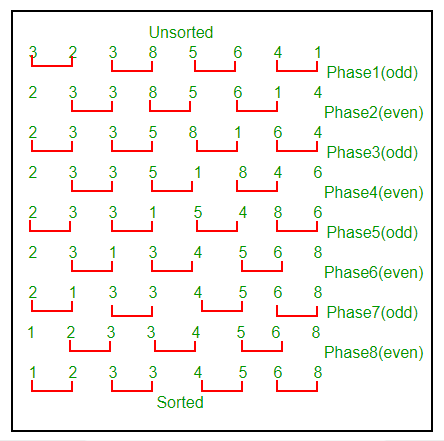 Unsorted
3 2 3 8 5 6 4 1
Phase1(odd)
2 3 3 8 5 6 1 4
Phase2(even)
2 3 3 5 8 1 6 4
Phase3(odd)
2 3 3 5 1 8 4 6
Phase4(even)
2 3 3 1 5 4 8 6
Phase5(odd)
2 3 1 3 4 5 6 8
Phase6(even)
2 1 3 3 4 5 6 8
Phase7(odd)
1 2 3 3 4 5 6 8
Phase8(even)
1 2 3 3 4 5 6 8
Sorted